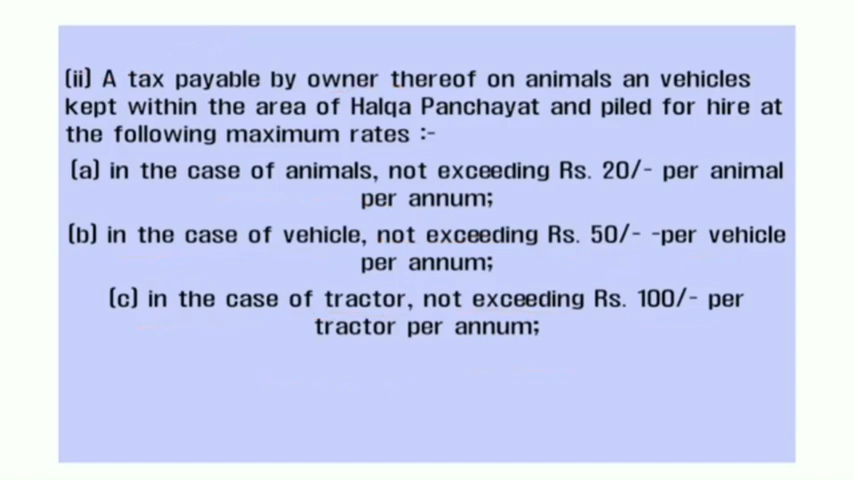 (ii) A tax payable by owner thereof on animals an vehicles
kept within the area of Halqa Panchayat and piled for hire at
the following maximum rates :-
(a) in the case of animals, not exceeding Rs. 20/- per animal
per annum;
(b) in the case of vehicle, not exceeding Rs. 50/- -per vehicle
per annum;
(c) in the case of tractor, not exceeding Rs. 100/- per
tractor per annum;